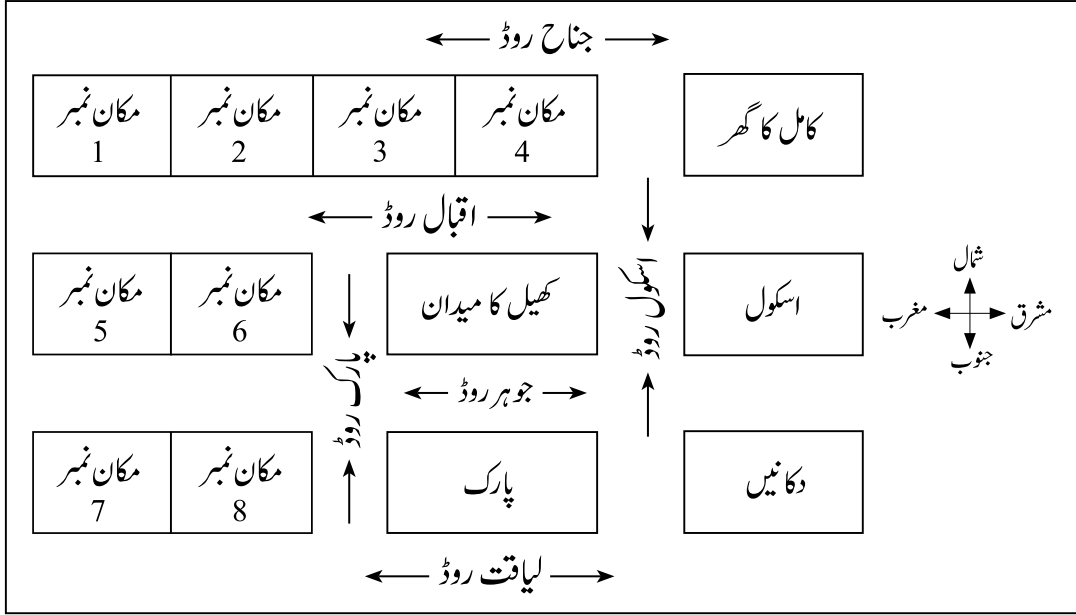 جناح روڈ
کامل کا گھر
مکان نمبر
4
مکان نمبر
3
مکان نمبر
2
مکان نمبر
1
اقبال روڈ
اسکول روڈ
شمال
مشرق
مغرب
جنوب
اسکول
کھیل کا میدان
پارک روڈ
مکان نمبر
6
مکان نمبر
5
جوہر روڈ
دکانیں
پارک
مکان نمبر
8
مکان نمبر
7
لیاقت روڈ